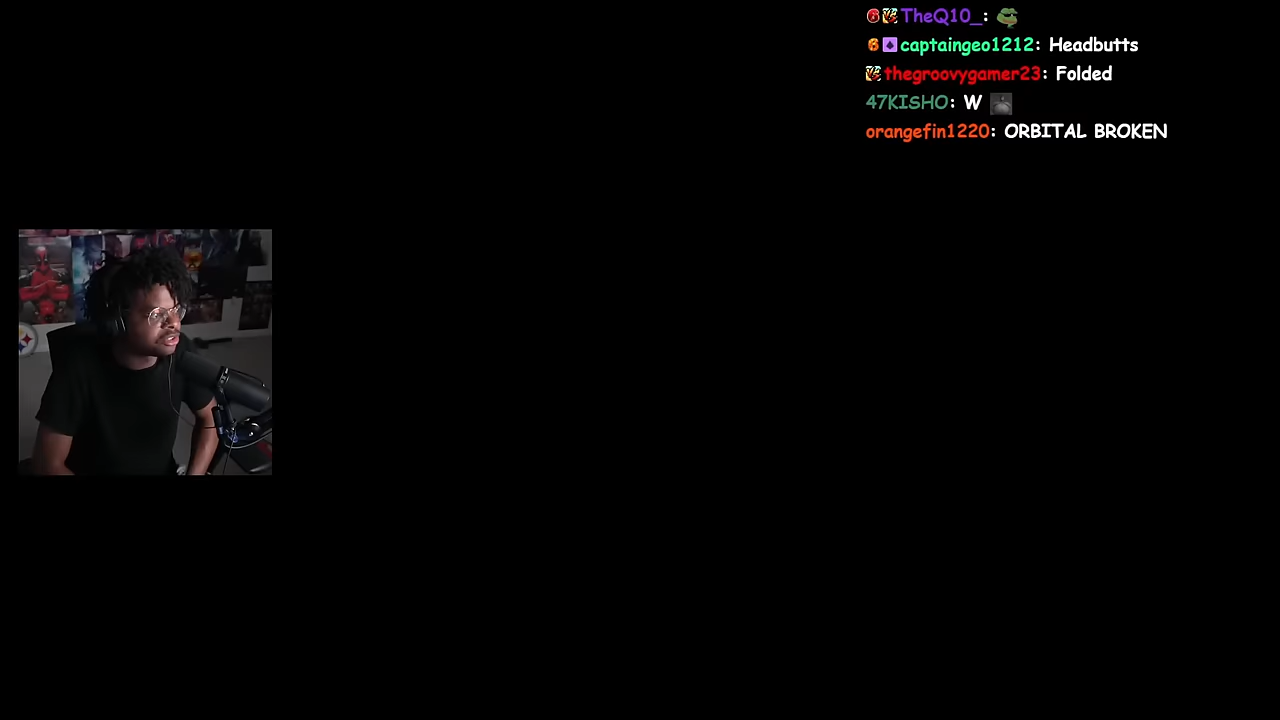 TheQ10_:
captaingeo1212: Headbutts
thegroovygamer23: Folded
47KISHO: W
orangefin1220: ORBITAL BROKEN